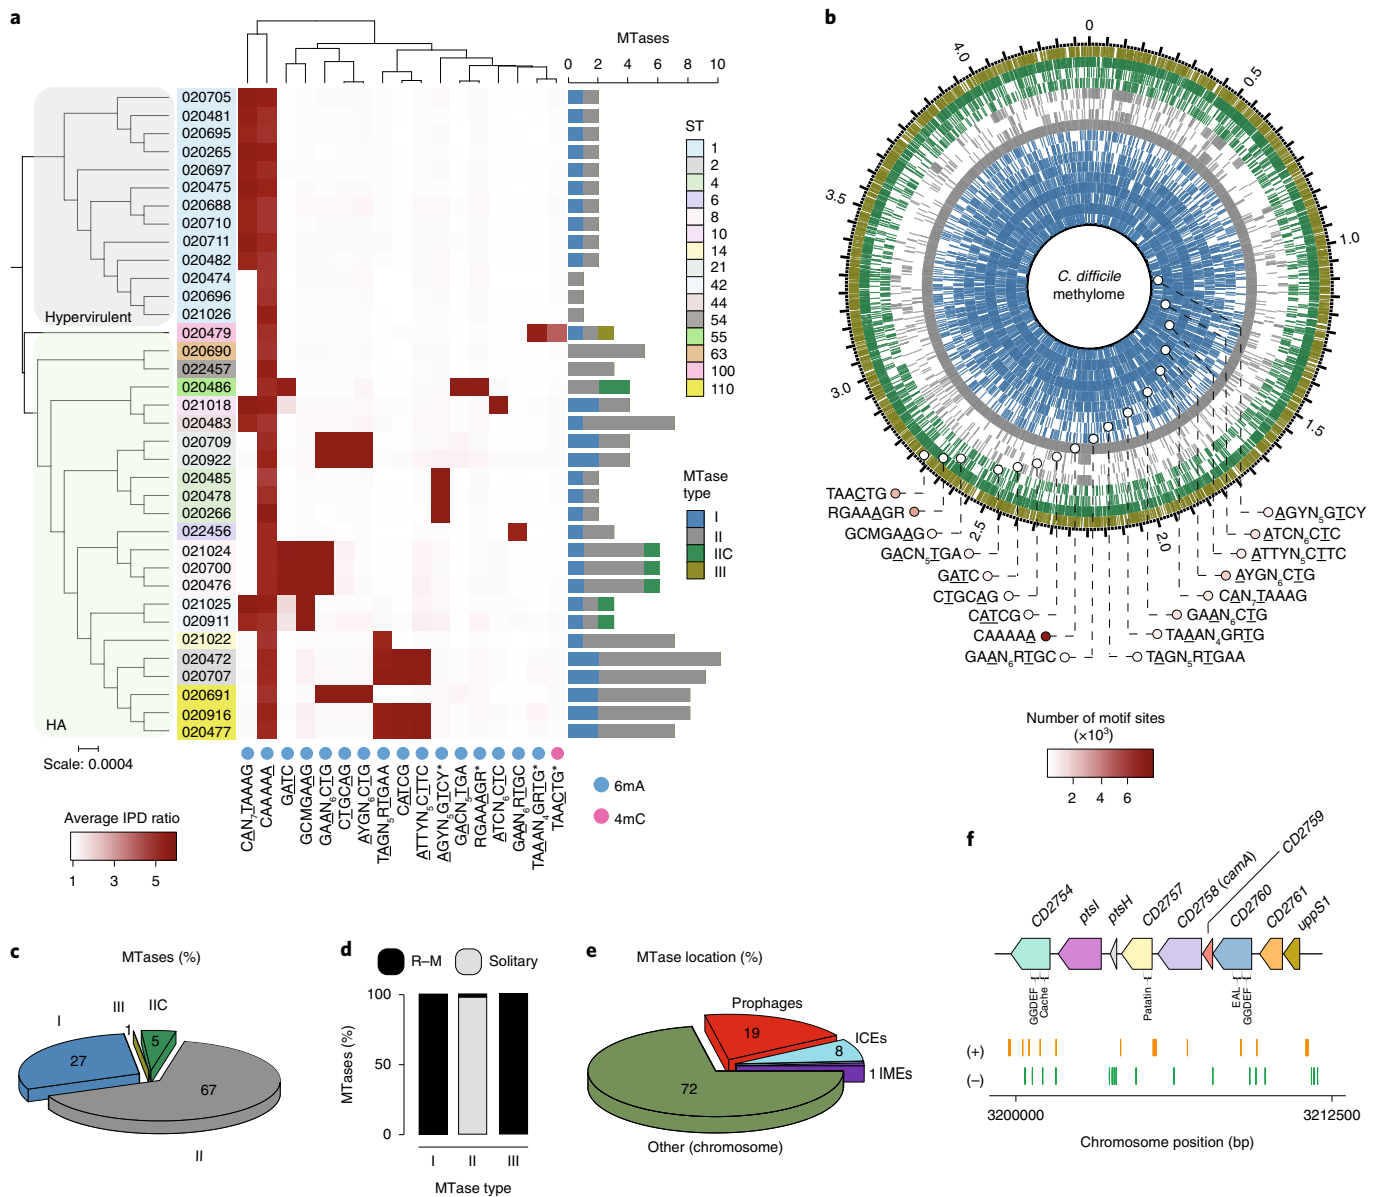 a
MTases
0 2 4 6 8 10
020705
020481
020695
020265
020697
020475
020688
020710
020711
020482
020474
020696
021026
Hypervirulent
020479
020690
022457
020486
021018
020483
020709
020922
020485
020478
020266
022456
021024
020700
020476
021025
020911
021022
020472
020707
020691
020916
020477
HA
Scale: 0.0004
ST
1
2
4
6
8
10
14
21
42
44
54
55
63
100
110
MTase
type
I
II
IIC
III
CAN7TAAAG
CAAAAA
GATC
GCMGAAG
GAAN6CTG
CTGCAG
AYGN6CTG
TAGN5RTGAA
CATCG
ATTYN5CTTC
AGYN5GTCY*
GACN5TGA
RGAAAGR*
ATCN6CTC
GAAN6RTGC
TAAAN4GRTG*
TAACTG*
6mA
4mC
Average IPD ratio
1 3 5
b
0
0.5
1.0
1.5
2.0
2.5
3.0
3.5
4.0
C. difficile
methylome
TAACTG
RGAAAGR
GCMGAAG
GACN5TGA
GATC
CTGCAG
CATCG
CAAAAA
GAAN6RTGC
AGYN5GTCY
ATCN6CTC
ATTYN5CTTC
AYGN6CTG
CAN7TAAAG
GAAN6CTG
TAAAN4GRTG
TAGN5RTGAA
Number of motif sites
(×10³)
2 4 6
c
MTases (%)
I
III
IIC
27
1
5
67
II
d
R–M
Solitary
MTases (%)
100
50
0
I II III
MTase type
e
MTase location (%)
Prophages
19
ICEs
8
1 IMEs
72
Other (chromosome)
f
CD2754
ptsI
ptsH
CD2757
CD2758 (camA)
CD2759
CD2760
CD2761
uppS1
GGDEF
Cache
Patatin
EAL
GGDEF
(+)
(–)
3200000
3212500
Chromosome position (bp)